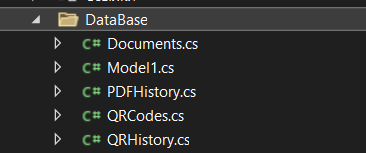 DataBase
C# Documents.cs
C# Model1.cs
C# PDFHistory.cs
C# QRCodes.cs
C# QRHistory.cs